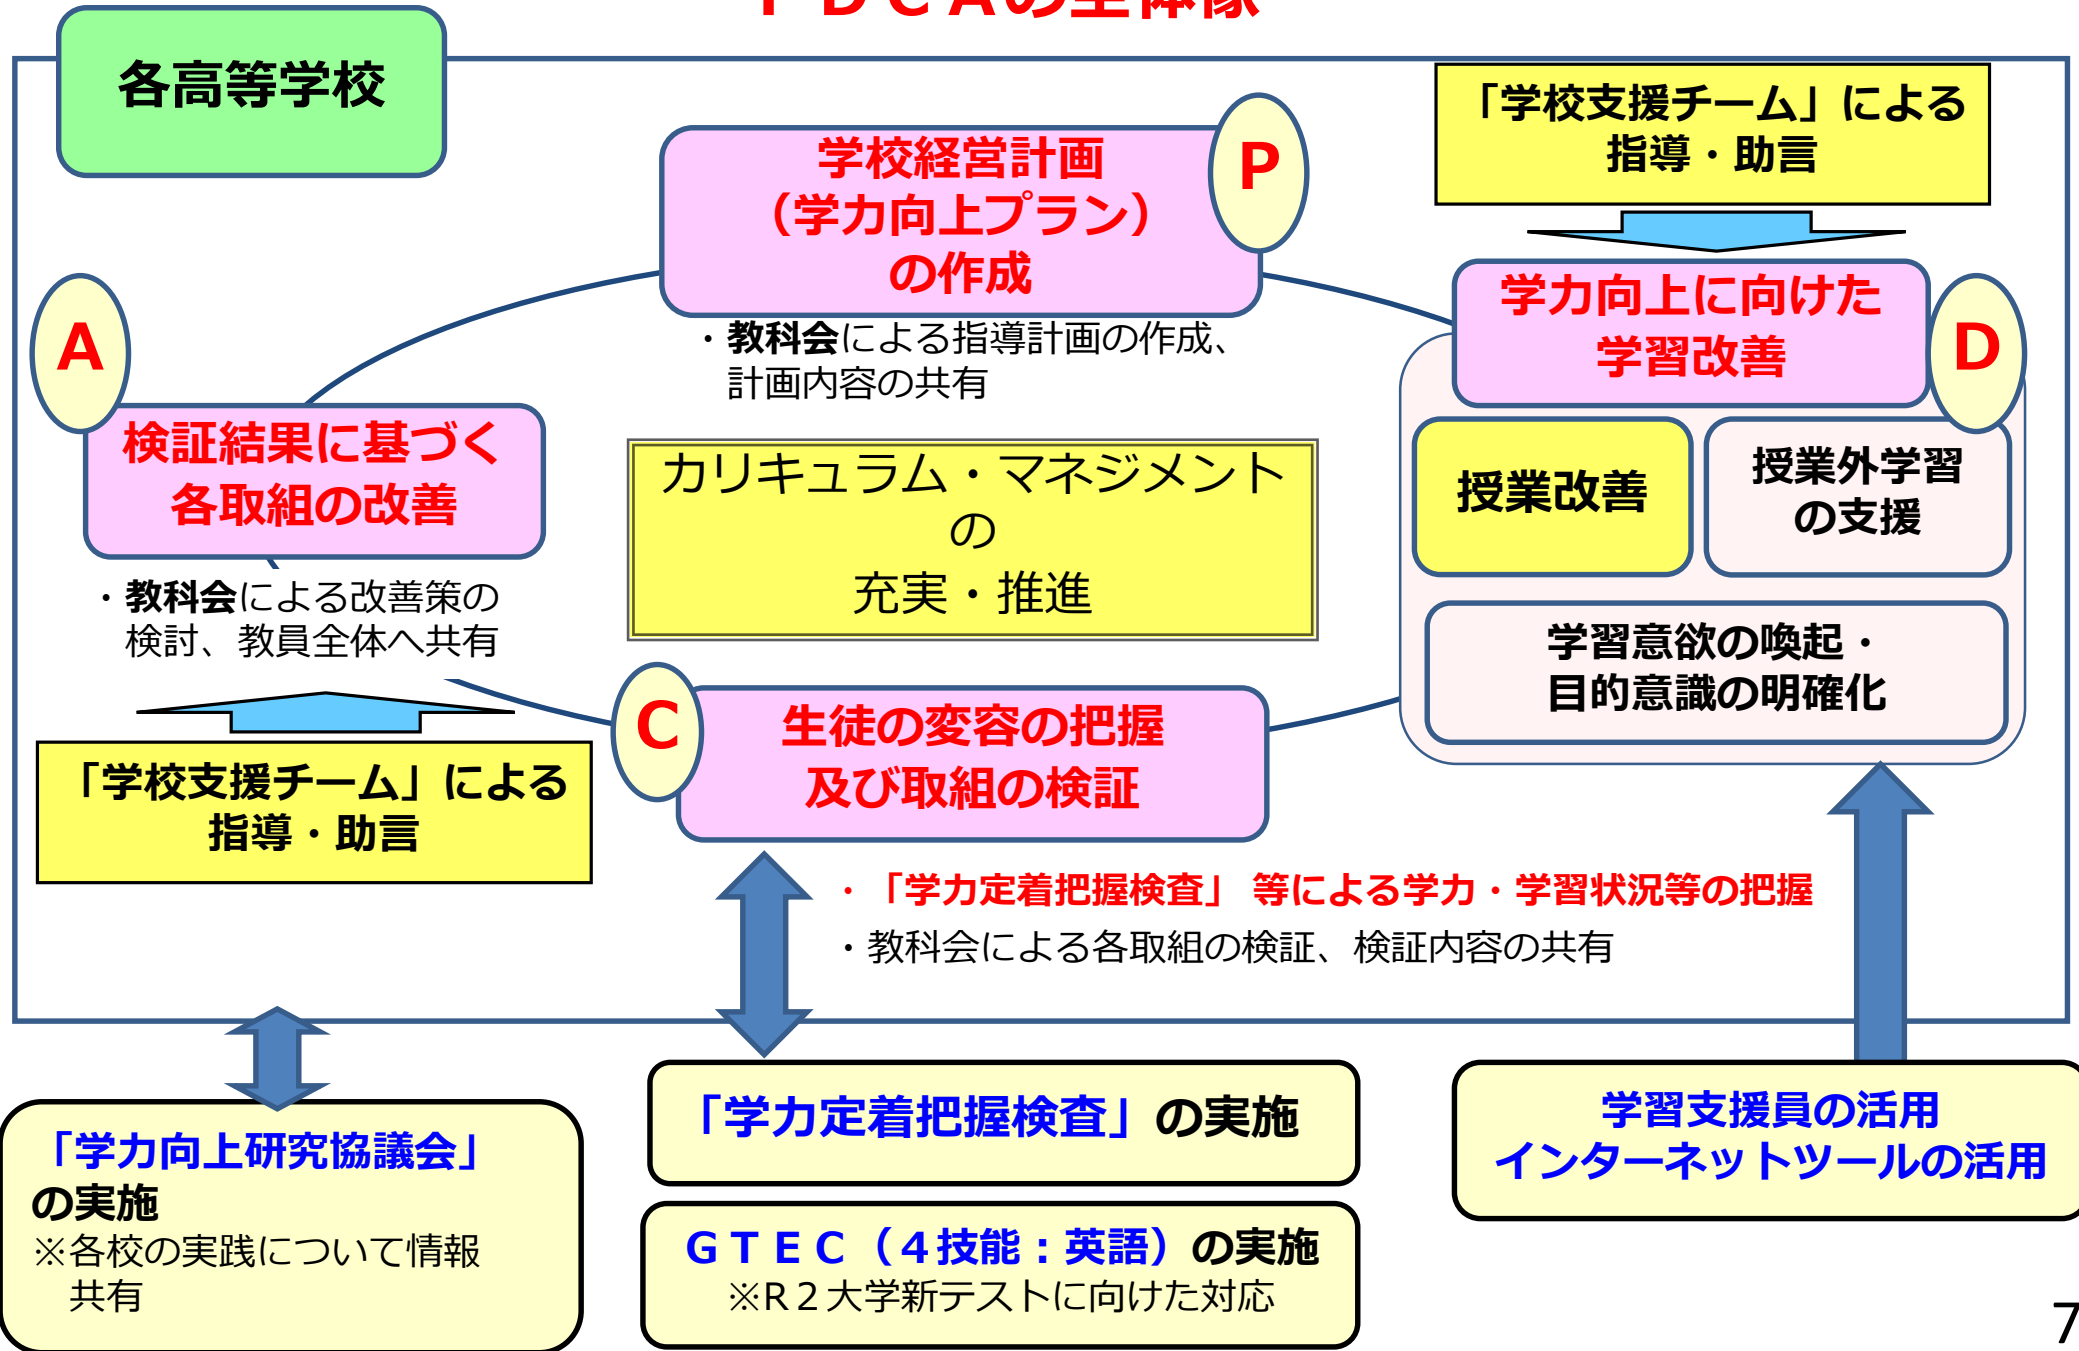 ＰＤＣＡの全体像
各高等学校
「学校支援チーム」による
指導・助言
学校経営計画
（学力向上プラン）
の作成
P
・教科会による指導計画の作成、
計画内容の共有
学力向上に向けた
学習改善
D
授業改善
授業外学習
の支援
学習意欲の喚起・
目的意識の明確化
A
検証結果に基づく
各取組の改善
・教科会による改善策の
検討、教員全体へ共有
カリキュラム・マネジメント
の
充実・推進
「学校支援チーム」による
指導・助言
C
生徒の変容の把握
及び取組の検証
・「学力定着把握検査」 等による学力・学習状況等の把握
・教科会による各取組の検証、検証内容の共有
「学力向上研究協議会」
の実施
※各校の実践について情報
共有
「学力定着把握検査」の実施
ＧＴＥＣ（４技能：英語）の実施
※R２大学新テストに向けた対応
学習支援員の活用
インターネットツールの活用
7